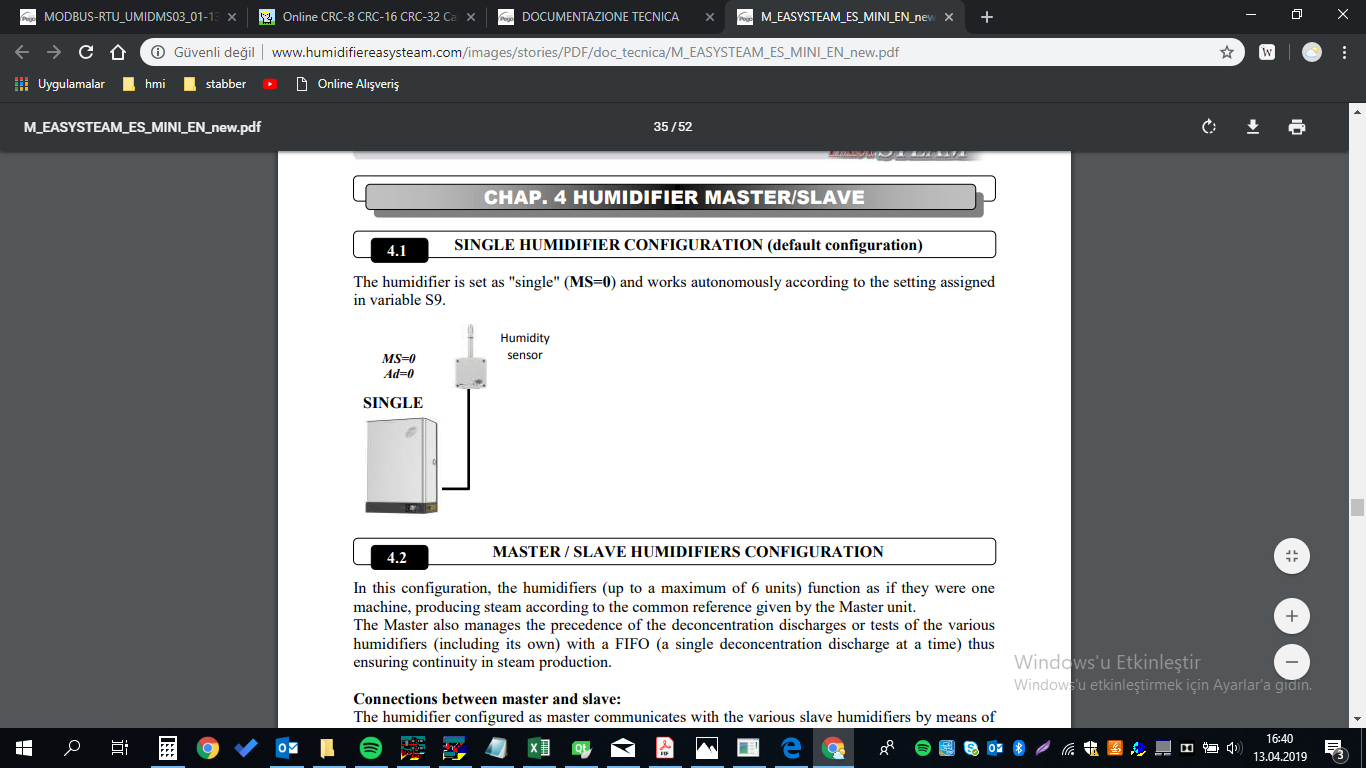 MODBUS-RTU_UMIDMS03_01-13
Online CRC-8 CRC-16 CRC-32 Ca
DOCUMENTAZIONE TECNICA
M_EASYSTEAM_ES_MINI_EN_new
Güvenli değil | www.humidifiereasysteam.com/images/stories/PDF/doc_tecnica/M_EASYSTEAM_ES_MINI_EN_new.pdf
Uygulamalar hmi stabber Online Alışveriş
M_EASYSTEAM_ES_MINI_EN_new.pdf 35 / 52
CHAP. 4 HUMIDIFIER MASTER/SLAVE
4.1 SINGLE HUMIDIFIER CONFIGURATION (default configuration)
The humidifier is set as "single" (MS=0) and works autonomously according to the setting assigned
in variable S9.
Humidity
sensor
MS=0
Ad=0
SINGLE
4.2 MASTER / SLAVE HUMIDIFIERS CONFIGURATION
In this configuration, the humidifiers (up to a maximum of 6 units) function as if they were one
machine, producing steam according to the common reference given by the Master unit.
The Master also manages the precedence of the deconcentration discharges or tests of the various
humidifiers (including its own) with a FIFO (a single deconcentration discharge at a time) thus
ensuring continuity in steam production.
Connections between master and slave:
The humidifier configured as master communicates with the various slave humidifiers by means of
Windows'u Etkinleştir
Windows'u etkinleştirmek için Ayarlar'a gidin.
16:40
13.04.2019
3